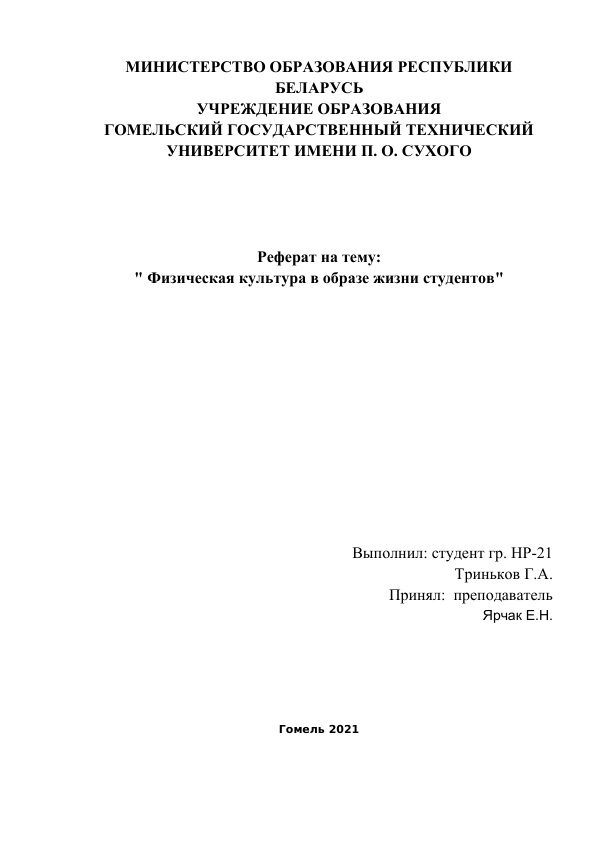 МИНИСТЕРСТВО ОБРАЗОВАНИЯ РЕСПУБЛИКИ
БЕЛАРУСЬ
УЧРЕЖДЕНИЕ ОБРАЗОВАНИЯ
ГОМЕЛЬСКИЙ ГОСУДАРСТВЕННЫЙ ТЕХНИЧЕСКИЙ
УНИВЕРСИТЕТ ИМЕНИ П. О. СУХОГО
Реферат на тему:
" Физическая культура в образе жизни студентов"
Выполнил: студент гр. НР-21
Триньков Г.А.
Принял:  преподаватель
Ярчак Е.Н.
Гомель 2021